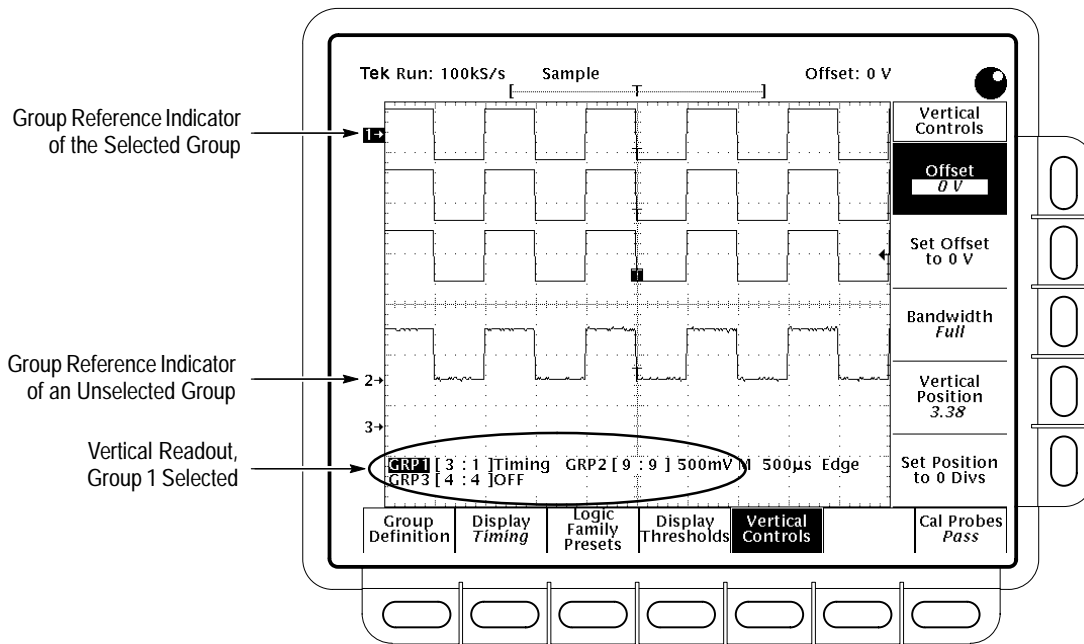 Tek Run: 100kS/s Sample Offset: 0 V
[ T ]
Group Reference Indicator
of the Selected Group
1→
Vertical
Controls
Offset
0 V
Set Offset
to 0 V
T
Bandwidth
Full
Group Reference Indicator
of an Unselected Group
2→
Vertical
Position
3.38
3→
Vertical Readout,
Group 1 Selected
GRP1 [ 3 : 1 ]Timing GRP2 [ 9 : 9 ] 500mV M 500µs Edge
GRP3 [ 4 : 4 ]OFF
Set Position
to 0 Divs
Group
Definition
Display
Timing
Logic
Family
Presets
Display
Thresholds
Vertical
Controls
Cal Probes
Pass